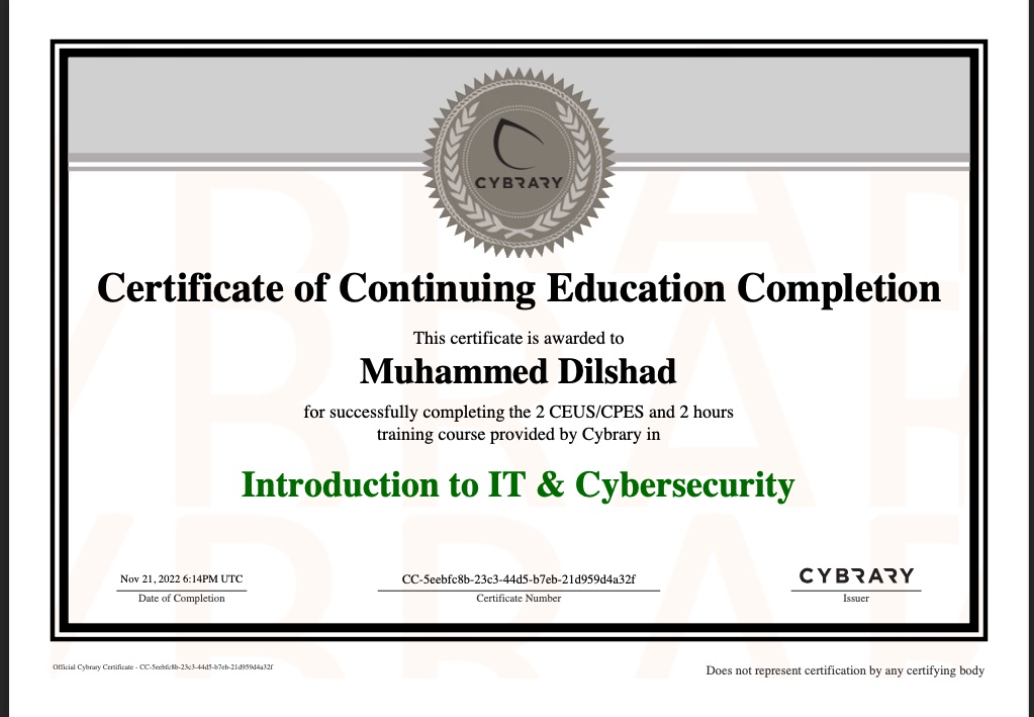 CYBRARY
Certificate of Continuing Education Completion
This certificate is awarded to
Muhammed Dilshad
for successfully completing the 2 CEUS/CPES and 2 hours
training course provided by Cybrary in
Introduction to IT & Cybersecurity
Nov 21, 2022 6:14PM UTC
Date of Completion
CC-5eebfc8b-23c3-44d5-b7eb-21d959d4a32f
Certificate Number
CYBRARY
Issuer
Official Cybrary Certificate - CC-5eebfc8b-23c3-44d5-b7eb-21d959d4a32f
Does not represent certification by any certifying body